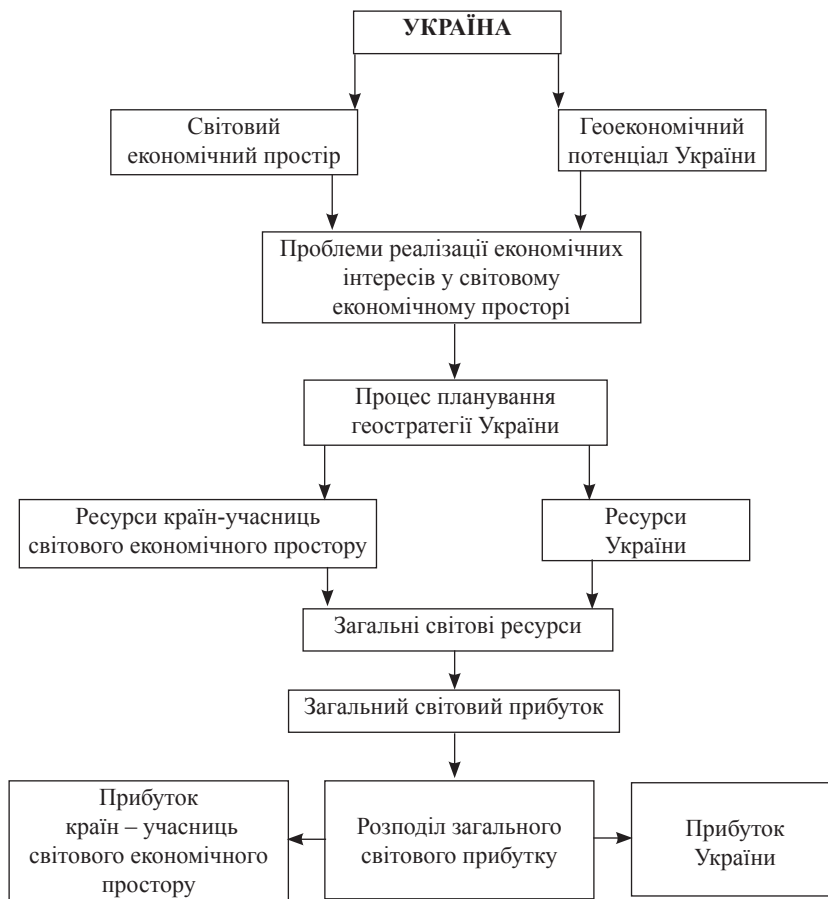 УКРАЇНА
Світовий
економічний простір
Геоекономічний
потенціал України
Проблеми реалізації економічних
інтересів у світовому
економічному просторі
Процес планування
геостратегії України
Ресурси країн-учасниць
світового економічного простору
Ресурси
України
Загальні світові ресурси
Загальний світовий прибуток
Прибуток
країн – учасниць
світового економічного
простору
Розподіл загального
світового прибутку
Прибуток
України